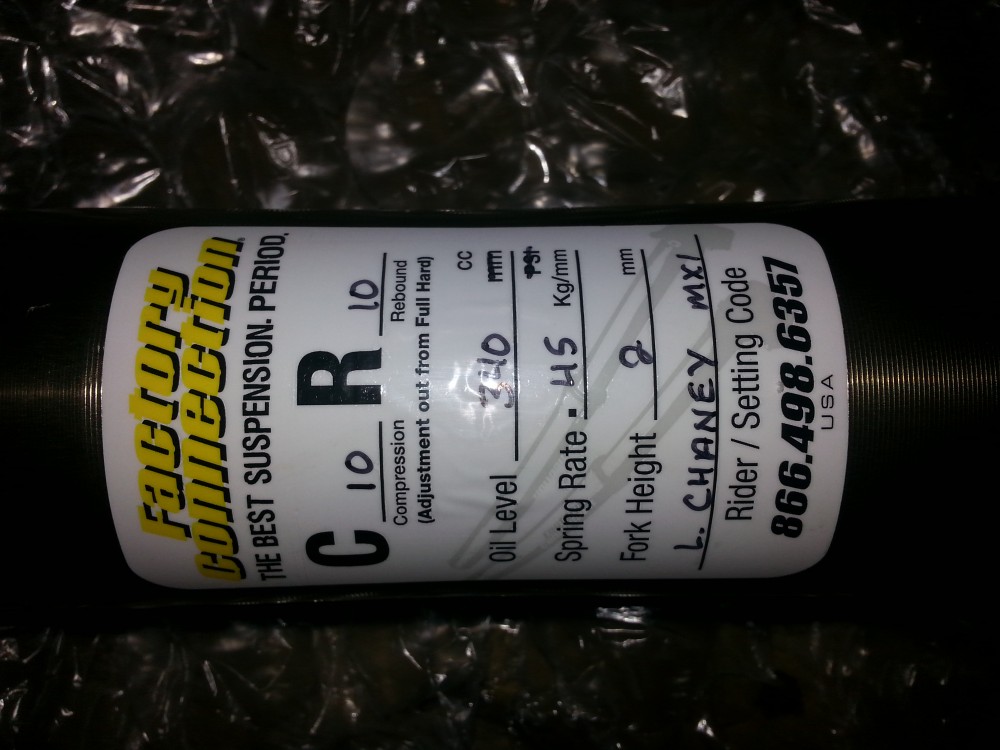 Factory
Connection
THE BEST SUSPENSION. PERIOD.
C 10 R 10
Compression Rebound
(Adjustment out from Full Hard)
Oil Level 340 cc mm psi
Spring Rate .45 Kg/mm
Fork Height 2 mm
L. CHANEY MX1
Rider / Setting Code
866.498.6357
USA